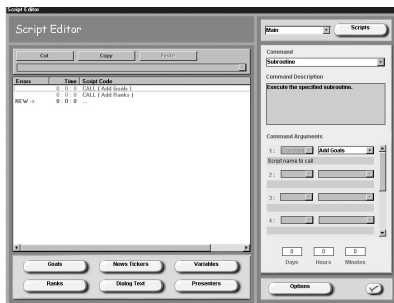 Script Editor
Script Editor
Cut Copy Paste
Errors Time Script Code
0 : 0 : 0 CALL ( Add Goals )
0 : 0 : 0 CALL ( Add Ranks )
NEW -> 0 : 0 : 0 ...
Goals News Tickers Variables
Ranks Dialog Text Presenters
Main Scripts
Command
Subroutine
Command Description
Execute the specified subroutine.
Command Arguments
1: Constant Add Goals
Script name to call
2:
3:
4:
0 0 0
Days Hours Minutes
Options